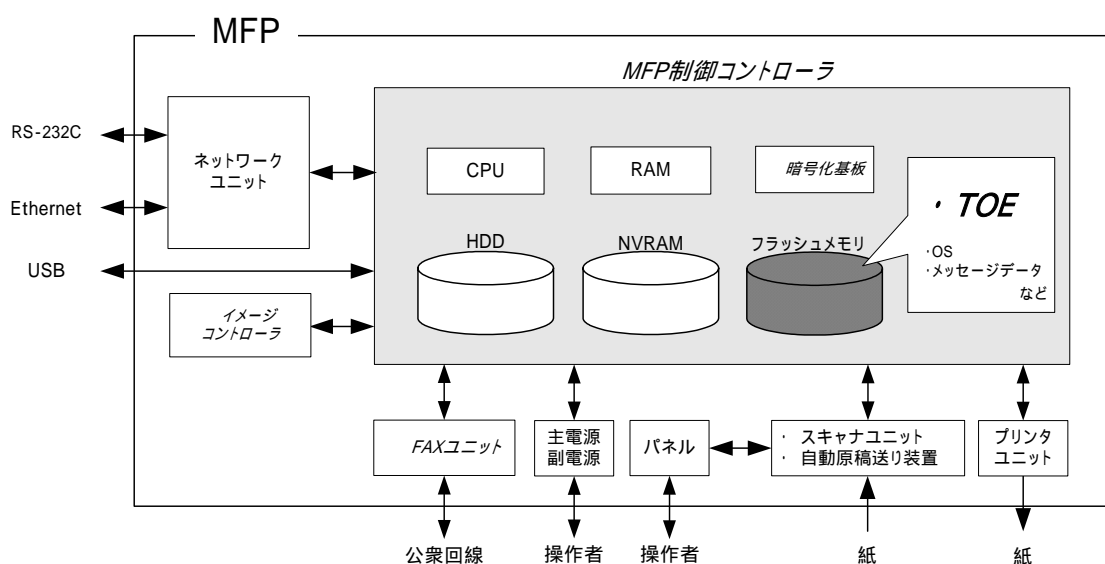 MFP
MFP制御コントローラ
RS-232C
Ethernet
USB
ネットワーク
ユニット
イメージ
コントローラ
CPU
RAM
暗号化基板
HDD
NVRAM
フラッシュメモリ
・ TOE
・OS
・メッセージデータ
など
FAXユニット
主電源
副電源
パネル
・ スキャナユニット
・ 自動原稿送り装置
プリンタ
ユニット
公衆回線
操作者
操作者
紙
紙